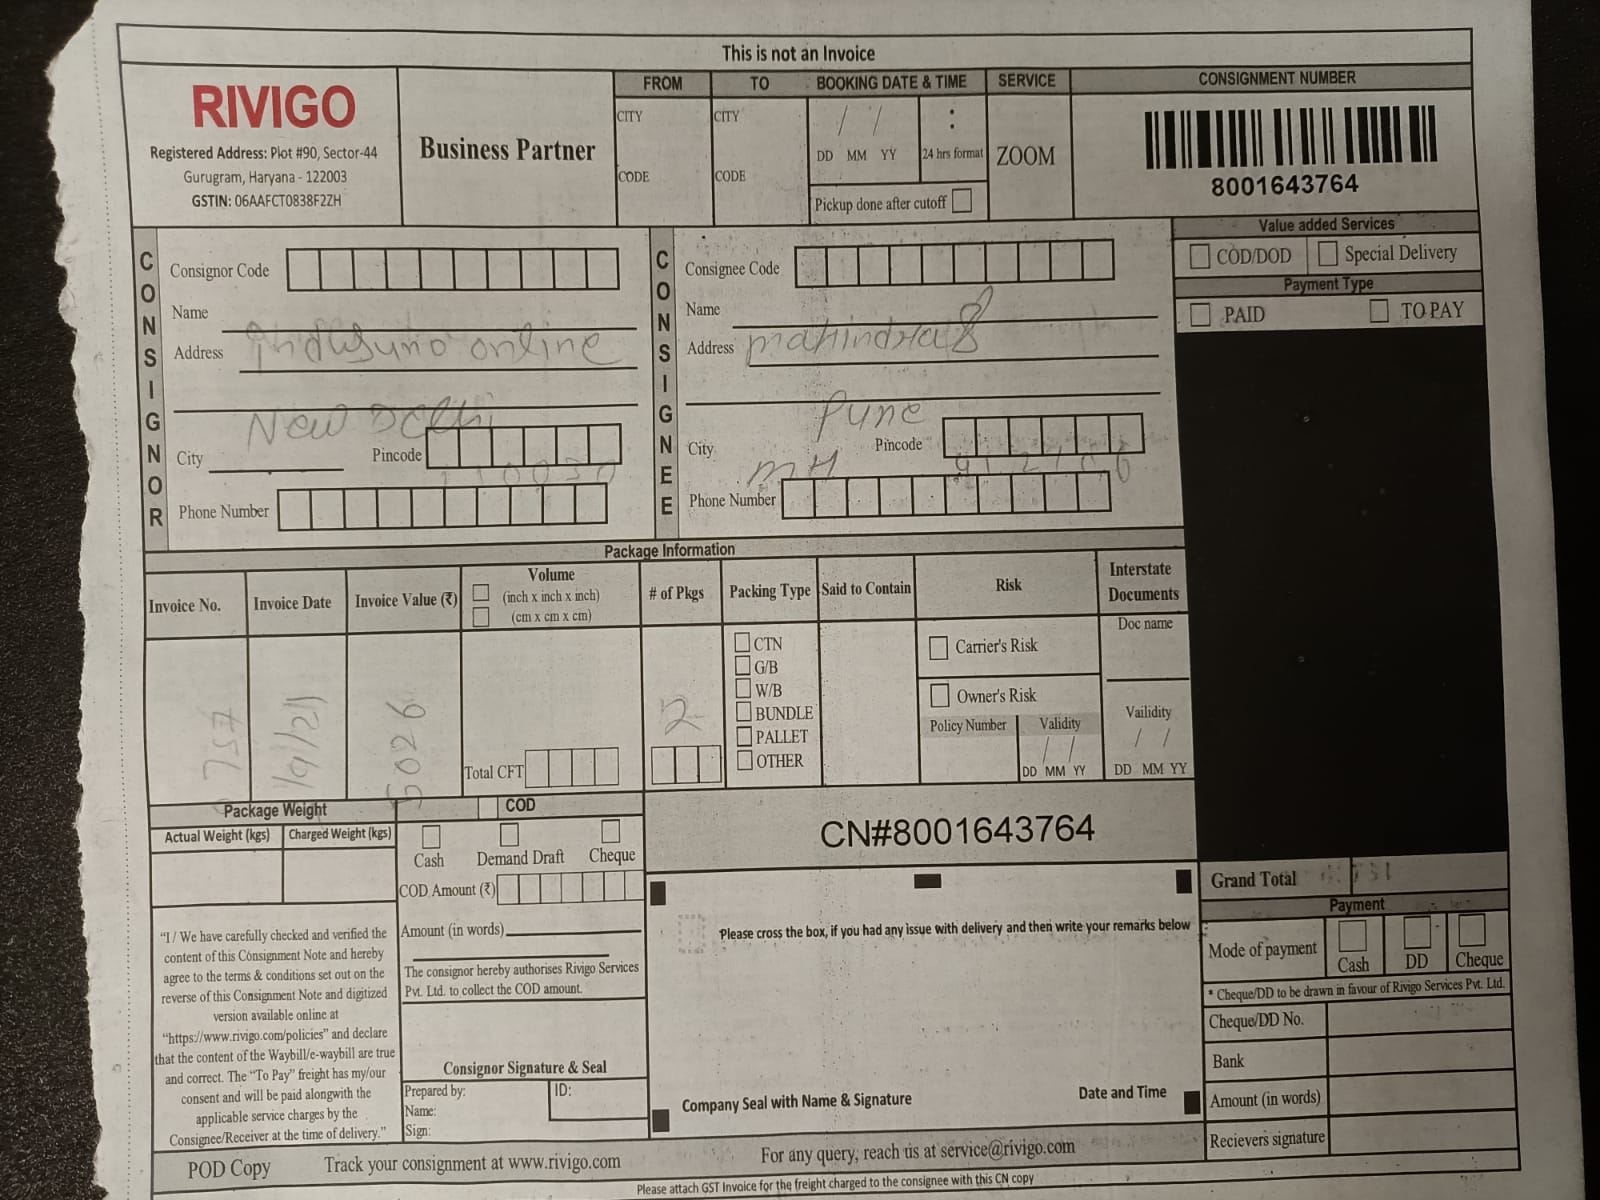 This is not an Invoice
RIVIGO
Registered Address: Plot #90, Sector-44
Gurugram, Haryana - 122003
GSTIN: 06AAFCT0838F2ZH
Business Partner
FROM
CITY
CODE
TO
CITY
CODE
BOOKING DATE & TIME
/ / :
DD MM YY 24 hrs format
Pickup done after cutoff
SERVICE
ZOOM
CONSIGNMENT NUMBER
8001643764
Value added Services
COD/DOD Special Delivery
Payment Type
PAID TO PAY
CONSIGNOR
Consignor Code
Name
Address online
New Delhi
City Pincode
110030
Phone Number
CONSIGNEE
Consignee Code
Name
Address mahindra
Pune
City Pincode
MH
Phone Number
Package Information
Invoice No.
757
Invoice Date
Invoice Value (₹)
50026
Volume
(inch x inch x inch)
(cm x cm x cm)
Total CFT
# of Pkgs
2
Packing Type
CTN
G/B
W/B
BUNDLE
PALLET
OTHER
Said to Contain
Risk
Carrier's Risk
Owner's Risk
Policy Number Validity
/ /
DD MM YY
Interstate
Documents
Doc name
Vailidity
/ /
DD MM YY
Package Weight
Actual Weight (kgs) Charged Weight (kgs)
COD
Cash Demand Draft Cheque
COD Amount (₹)
Amount (in words)
The consignor hereby authorises Rivigo Services
Pvt. Ltd. to collect the COD amount.
Consignor Signature & Seal
Prepared by: ID:
Name:
Sign:
"I / We have carefully checked and verified the
content of this Consignment Note and hereby
agree to the terms & conditions set out on the
reverse of this Consignment Note and digitized
version available online at
"https://www.rivigo.com/policies" and declare
that the content of the Waybill/e-waybill are true
and correct. The "To Pay" freight has my/our
consent and will be paid alongwith the
applicable service charges by the
Consignee/Receiver at the time of delivery."
CN#8001643764
Please cross the box, if you had any issue with delivery and then write your remarks below
Company Seal with Name & Signature Date and Time
Grand Total
Payment
Mode of payment Cash DD Cheque
* Cheque/DD to be drawn in favour of Rivigo Services Pvt. Ltd.
Cheque/DD No.
Bank
Amount (in words)
Recievers signature
POD Copy Track your consignment at www.rivigo.com For any query, reach us at service@rivigo.com
Please attach GST Invoice for the freight charged to the consignee with this CN copy